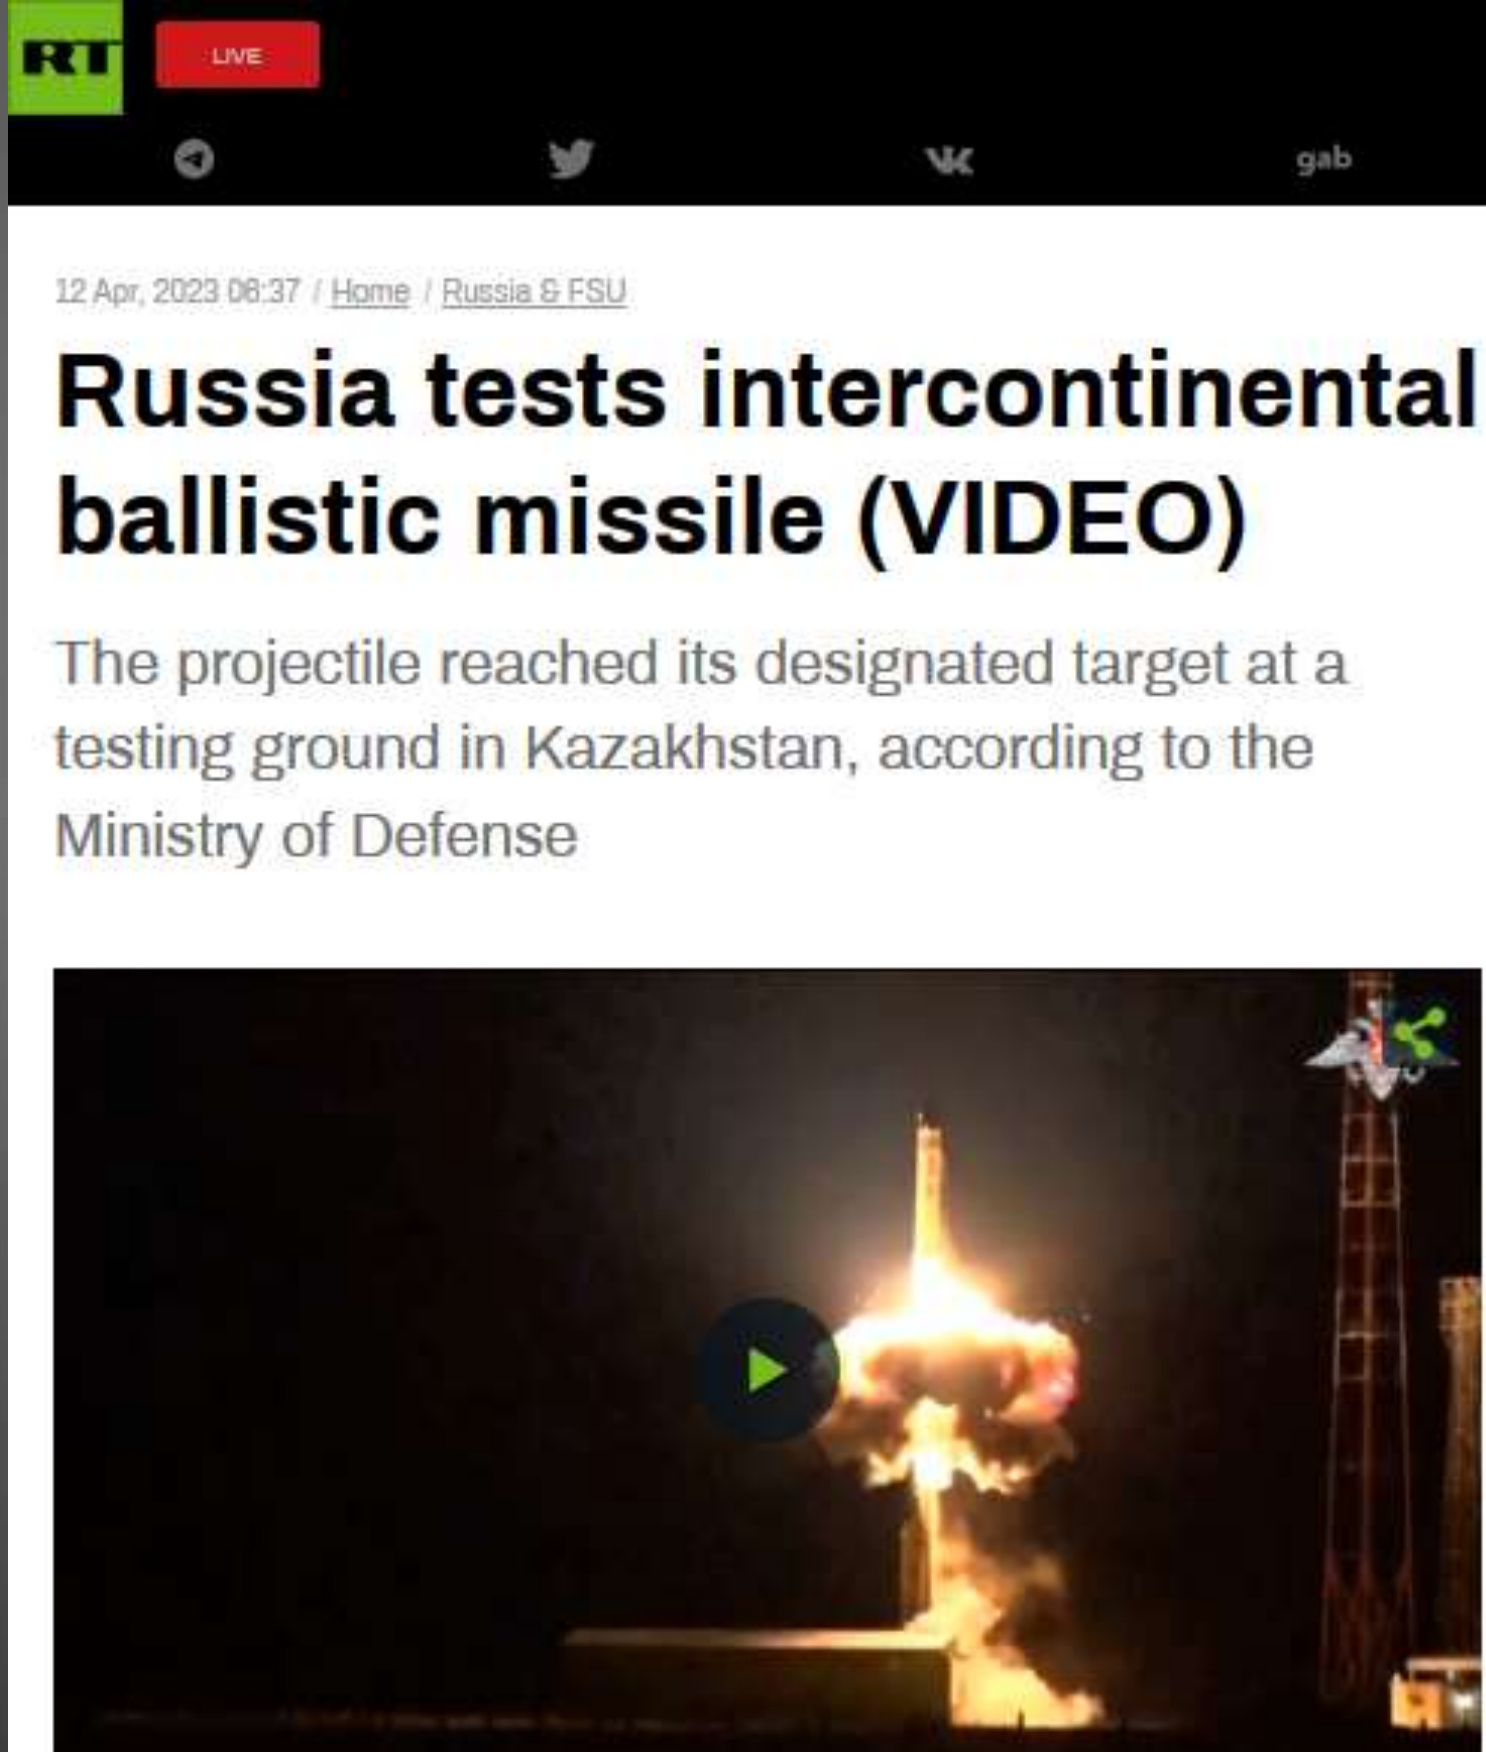 RT
LIVE
gab
12 Apr, 2023 06:37 / Home / Russia & FSU
Russia tests intercontinental
ballistic missile (VIDEO)
The projectile reached its designated target at a
testing ground in Kazakhstan, according to the
Ministry of Defense